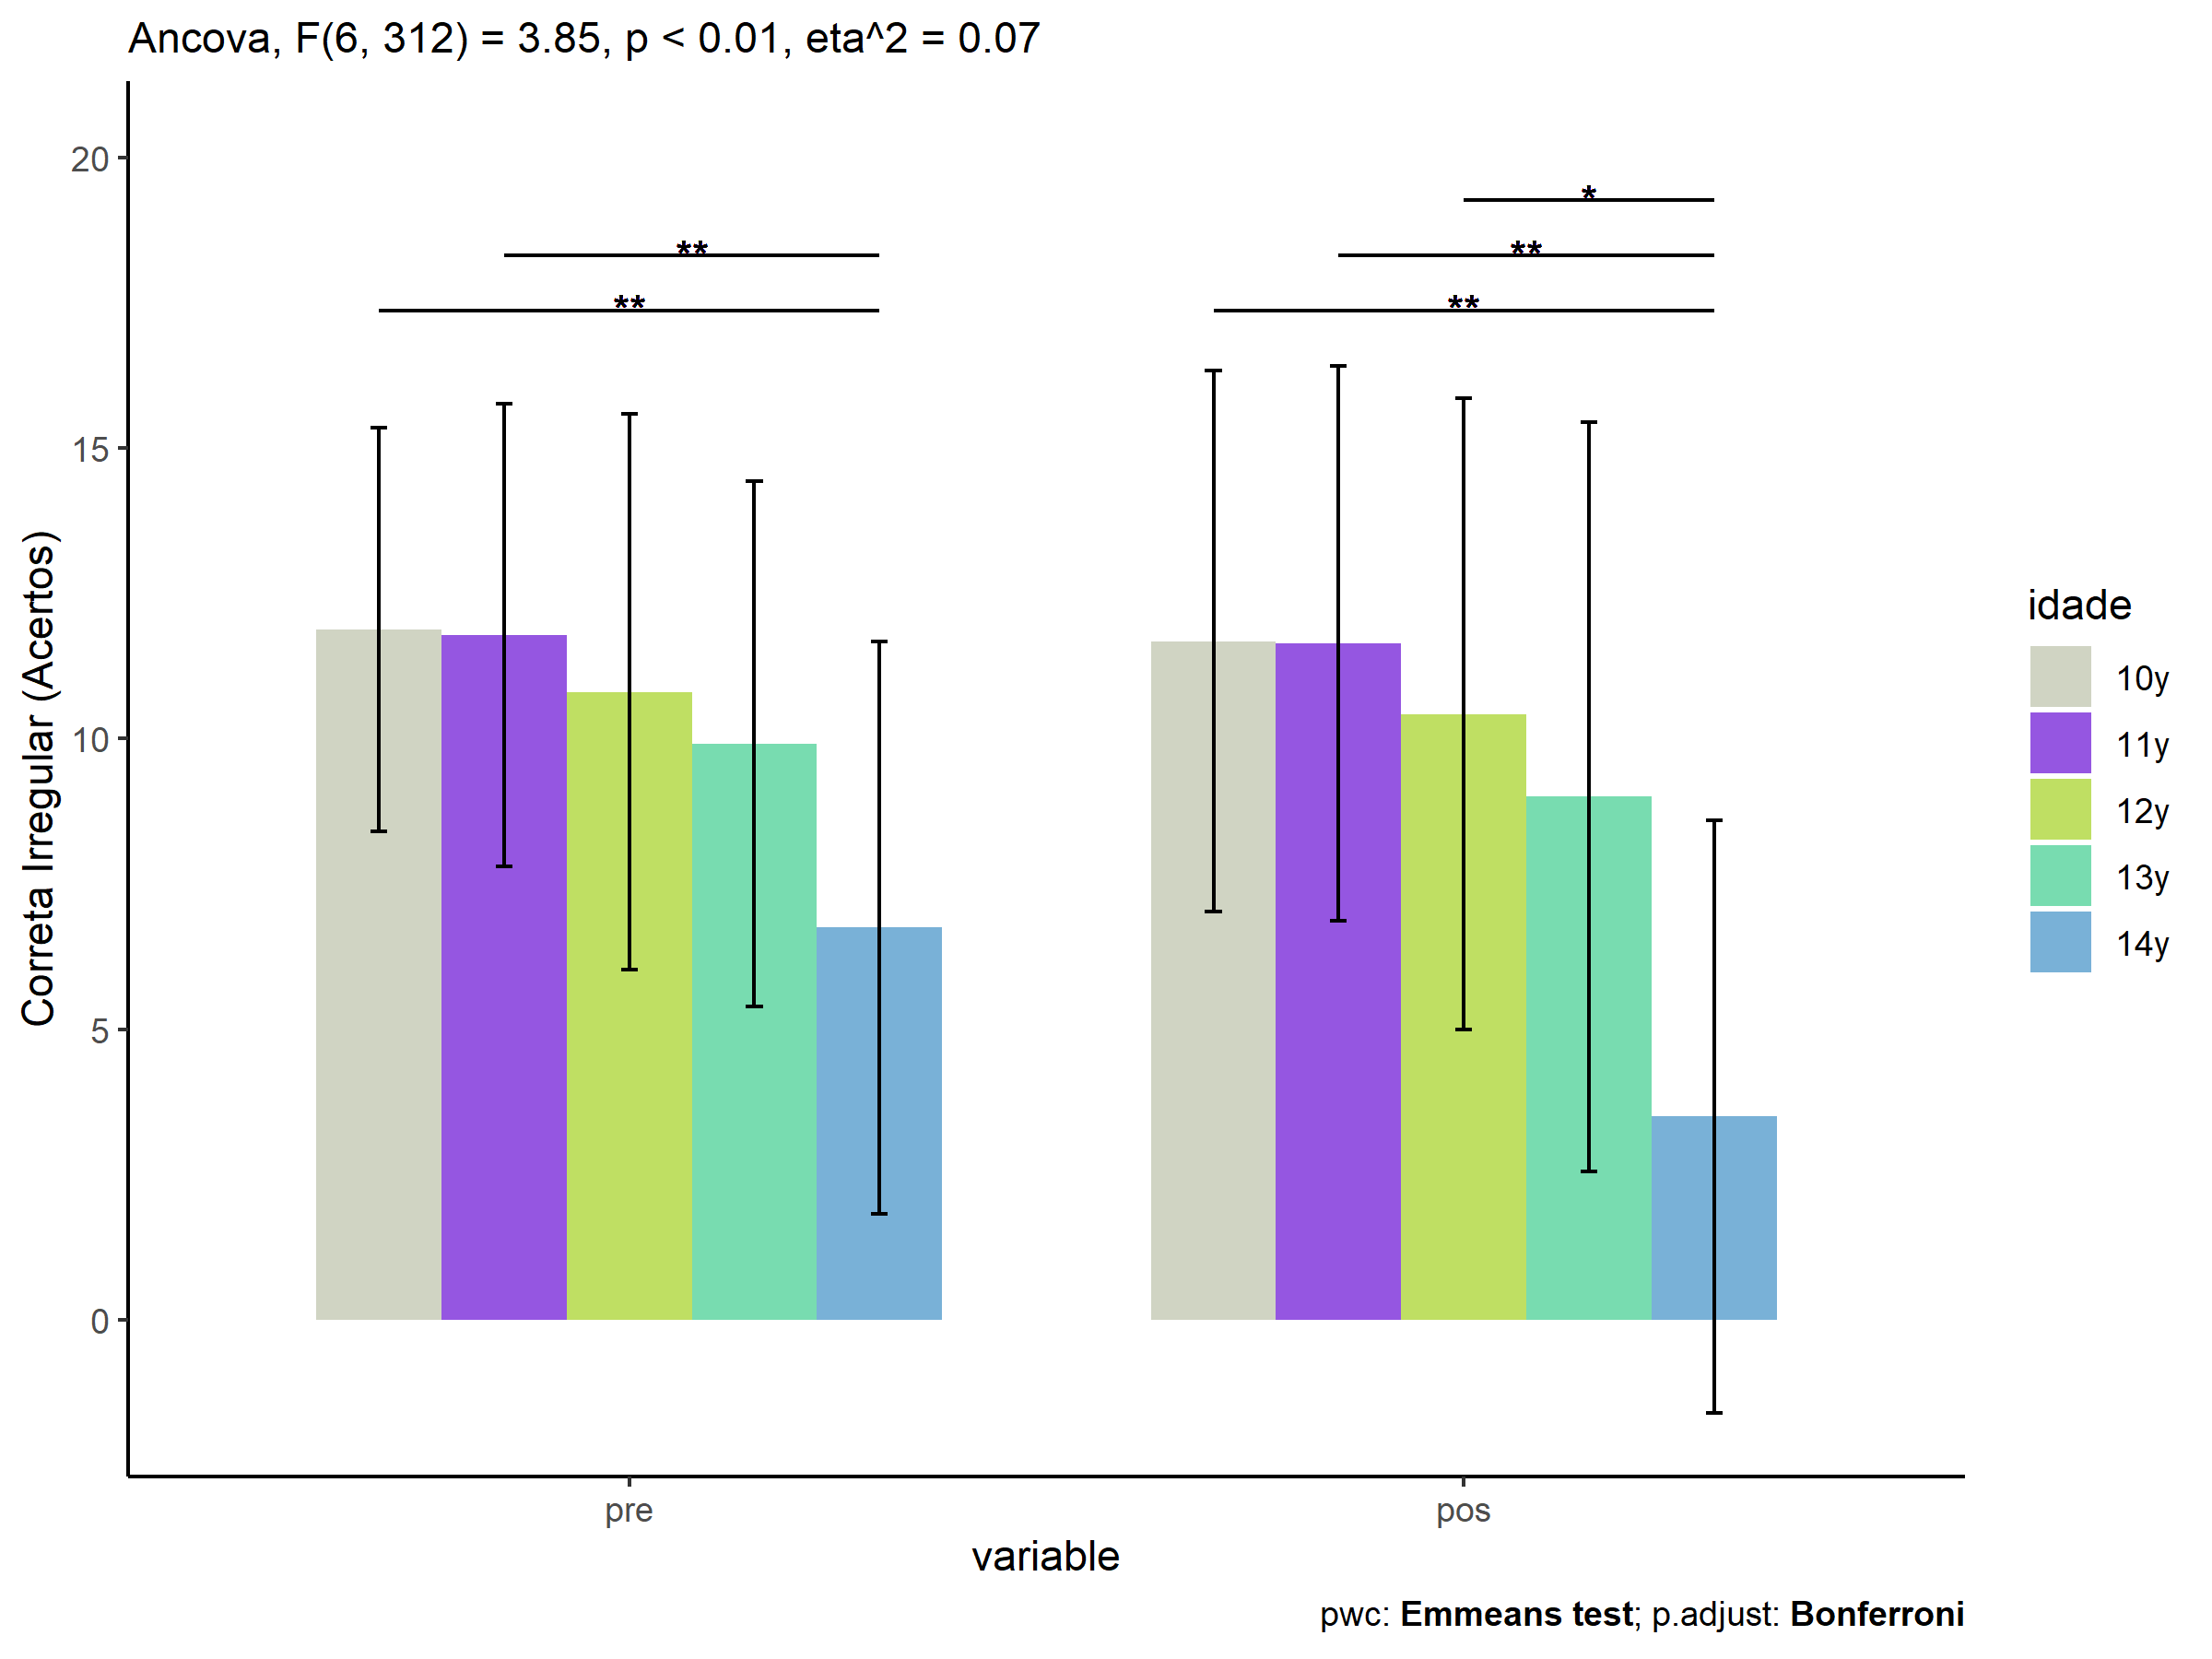 Ancova, F(6, 312) = 3.85, p < 0.01, eta^2 = 0.07
Correta Irregular (Acertos)
20
15
10
5
0
**
**
*
**
**
pre
pos
variable
idade
10y
11y
12y
13y
14y
pwc: Emmeans test; p.adjust: Bonferroni